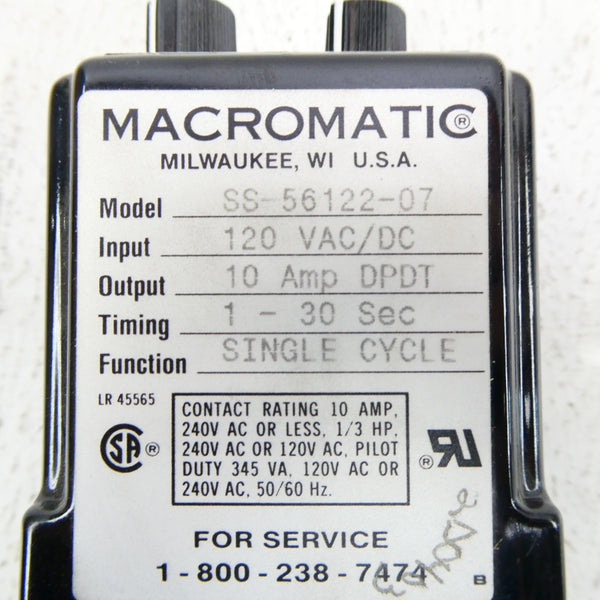 MACROMATIC®
MILWAUKEE, WI U.S.A.
Model SS-56122-07
Input 120 VAC/DC
Output 10 Amp DPDT
Timing 1 - 30 Sec
Function SINGLE CYCLE
LR 45565
CONTACT RATING 10 AMP,
240V AC OR LESS, 1/3 HP,
240V AC OR 120V AC, PILOT
DUTY 345 VA, 120V AC OR
240V AC, 50/60 Hz.
SA ®
® RU
FOR SERVICE
1-800-238-7474
B